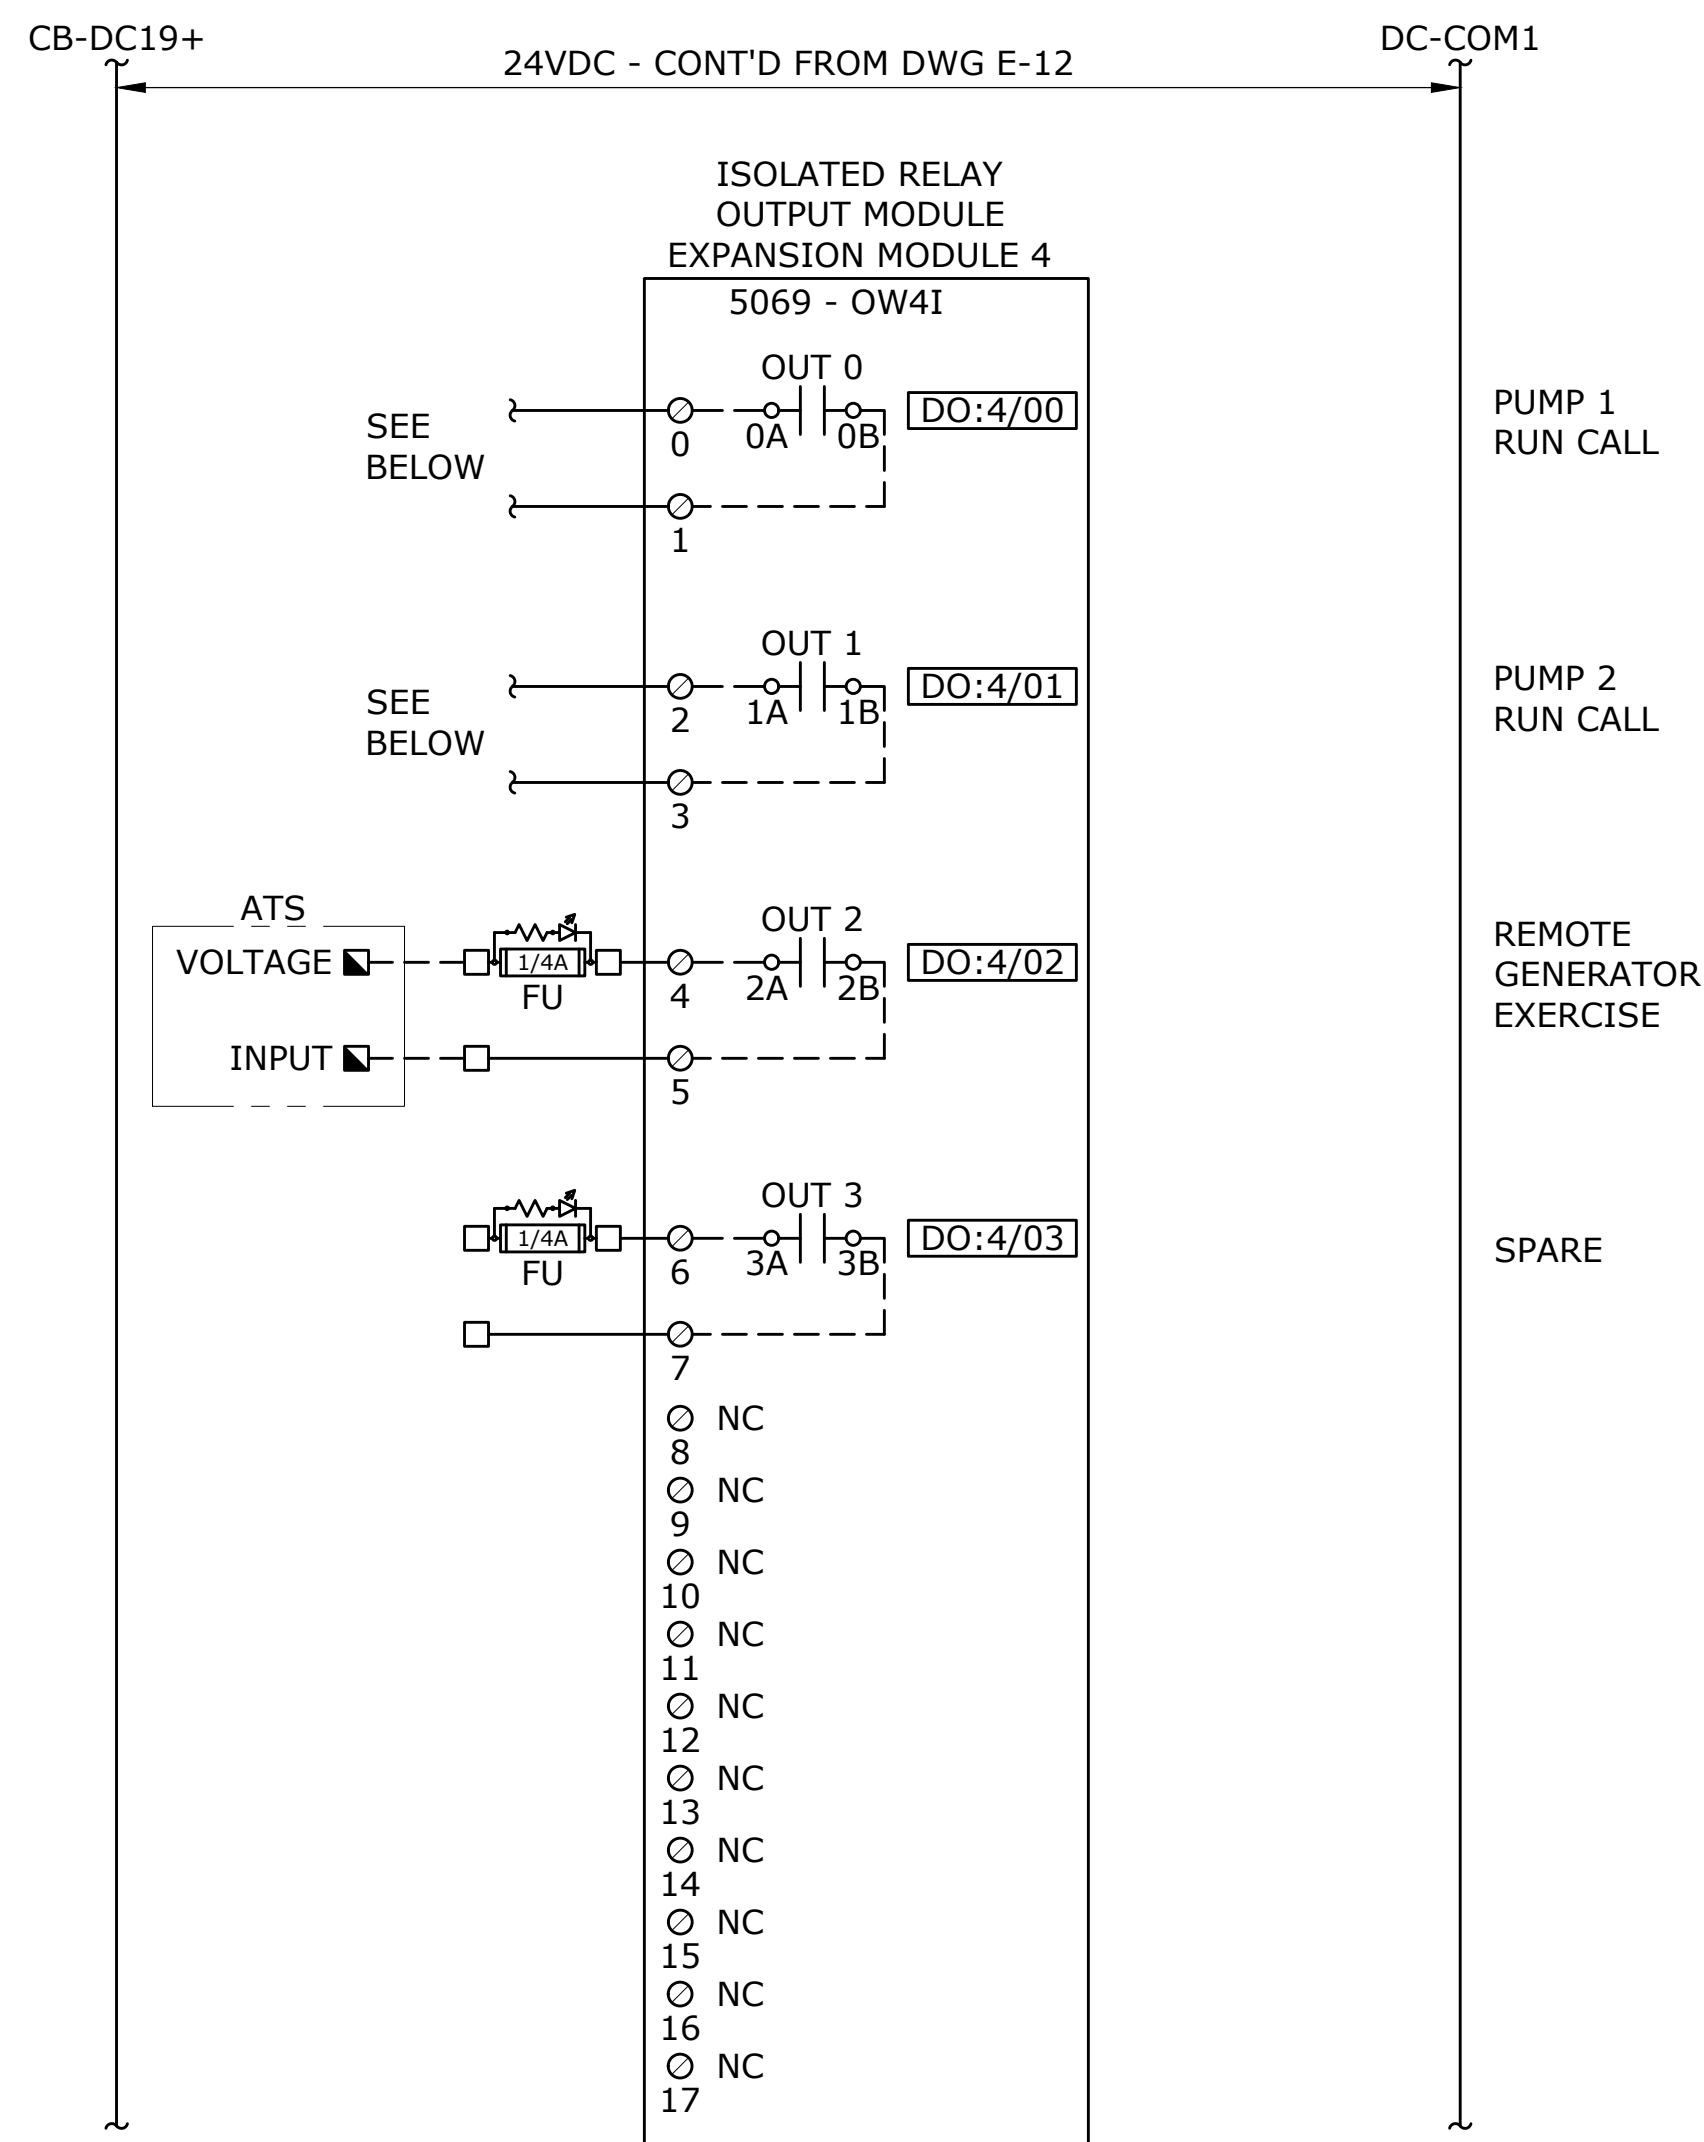 CB-DC19+
DC-COM1
24VDC - CONT'D FROM DWG E-12
ISOLATED RELAY
OUTPUT MODULE
EXPANSION MODULE 4
5069 - OW4I
OUT 0
SEE
BELOW
0
0A
0B
DO:4/00
PUMP 1
RUN CALL
1
OUT 1
SEE
BELOW
2
1A
1B
DO:4/01
PUMP 2
RUN CALL
3
ATS
VOLTAGE
1/4A
FU
4
OUT 2
2A
2B
DO:4/02
REMOTE
GENERATOR
EXERCISE
INPUT
5
1/4A
FU
6
OUT 3
3A
3B
DO:4/03
SPARE
7
NC
8
NC
9
NC
10
NC
11
NC
12
NC
13
NC
14
NC
15
NC
16
NC
17